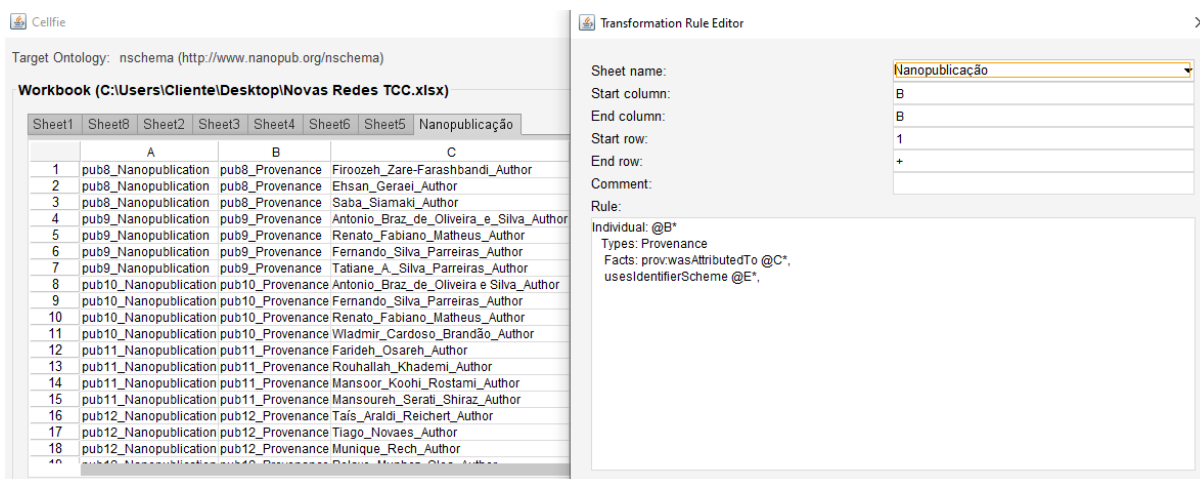 Cellfie
Target Ontology: nschema (http://www.nanopub.org/nschema)
Workbook (C:\Users\Cliente\Desktop\Novas Redes TCC.xlsx)
Sheet1 Sheet8 Sheet2 Sheet3 Sheet4 Sheet6 Sheet5 Nanopublicação
A B C
1 pub8_Nanopublication pub8_Provenance Firoozeh_Zare-Farashbandi_Author
2 pub8_Nanopublication pub8_Provenance Ehsan_Geraei_Author
3 pub8_Nanopublication pub8_Provenance Saba_Siamaki_Author
4 pub9_Nanopublication pub9_Provenance Antonio_Braz_de_Oliveira_e_Silva_Author
5 pub9_Nanopublication pub9_Provenance Renato_Fabiano_Matheus_Author
6 pub9_Nanopublication pub9_Provenance Fernando_Silva_Parreiras_Author
7 pub9_Nanopublication pub9_Provenance Tatiane_A._Silva_Parreiras_Author
8 pub10_Nanopublication pub10_Provenance Antonio_Braz_de_Oliveira e Silva_Author
9 pub10_Nanopublication pub10_Provenance Fernando_Silva_Parreiras_Author
10 pub10_Nanopublication pub10_Provenance Renato_Fabiano_Matheus_Author
11 pub10_Nanopublication pub10_Provenance Wladmir_Cardoso_Brandão_Author
12 pub11_Nanopublication pub11_Provenance Farideh_Osareh_Author
13 pub11_Nanopublication pub11_Provenance Rouhallah_Khademi_Author
14 pub11_Nanopublication pub11_Provenance Mansoor_Koohi_Rostami_Author
15 pub11_Nanopublication pub11_Provenance Mansoureh_Serati_Shiraz_Author
16 pub12_Nanopublication pub12_Provenance Taís_Araldi_Reichert_Author
17 pub12_Nanopublication pub12_Provenance Tiago_Novaes_Author
18 pub12_Nanopublication pub12_Provenance Munique_Rech_Author
Transformation Rule Editor
Sheet name: Nanopublicação
Start column: B
End column: B
Start row: 1
End row: +
Comment:
Rule:
Individual: @B*
Types: Provenance
Facts: prov:wasAttributedTo @C*,
usesIdentifierScheme @E*,